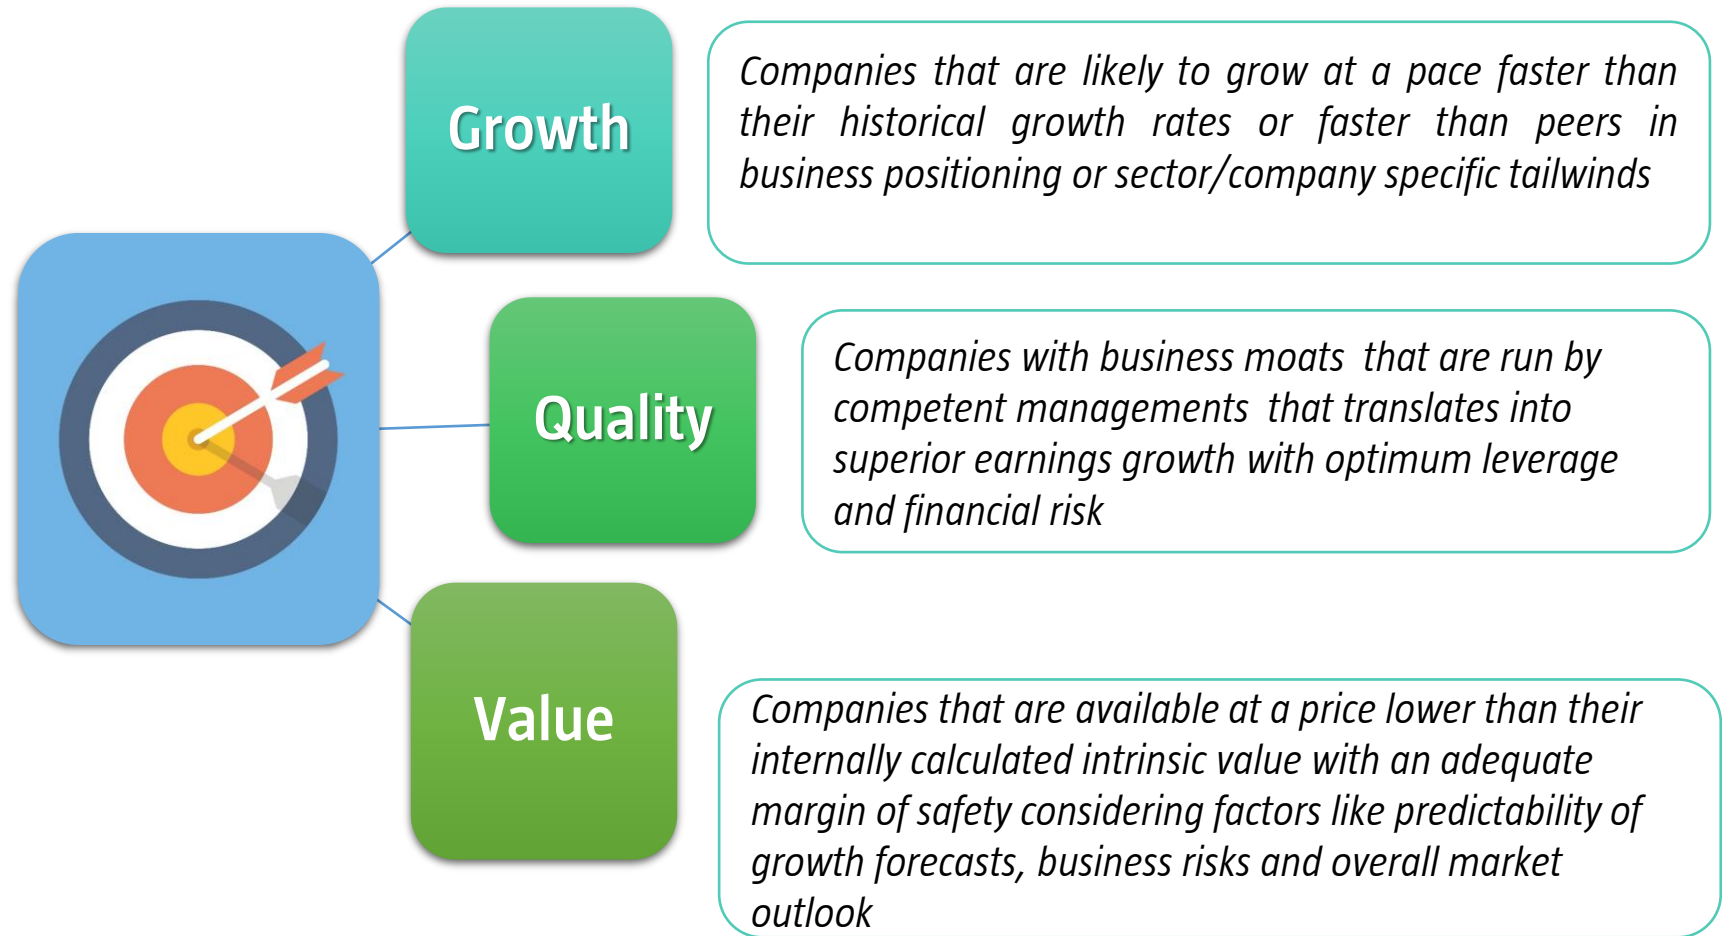 Growth
Companies that are likely to grow at a pace faster than
their historical growth rates or faster than peers in
business positioning or sector/company specific tailwinds
Quality
Companies with business moats  that are run by
competent managements  that translates into
superior earnings growth with optimum leverage
and financial risk
Value
Companies that are available at a price lower than their
internally calculated intrinsic value with an adequate
margin of safety considering factors like predictability of
growth forecasts, business risks and overall market
outlook